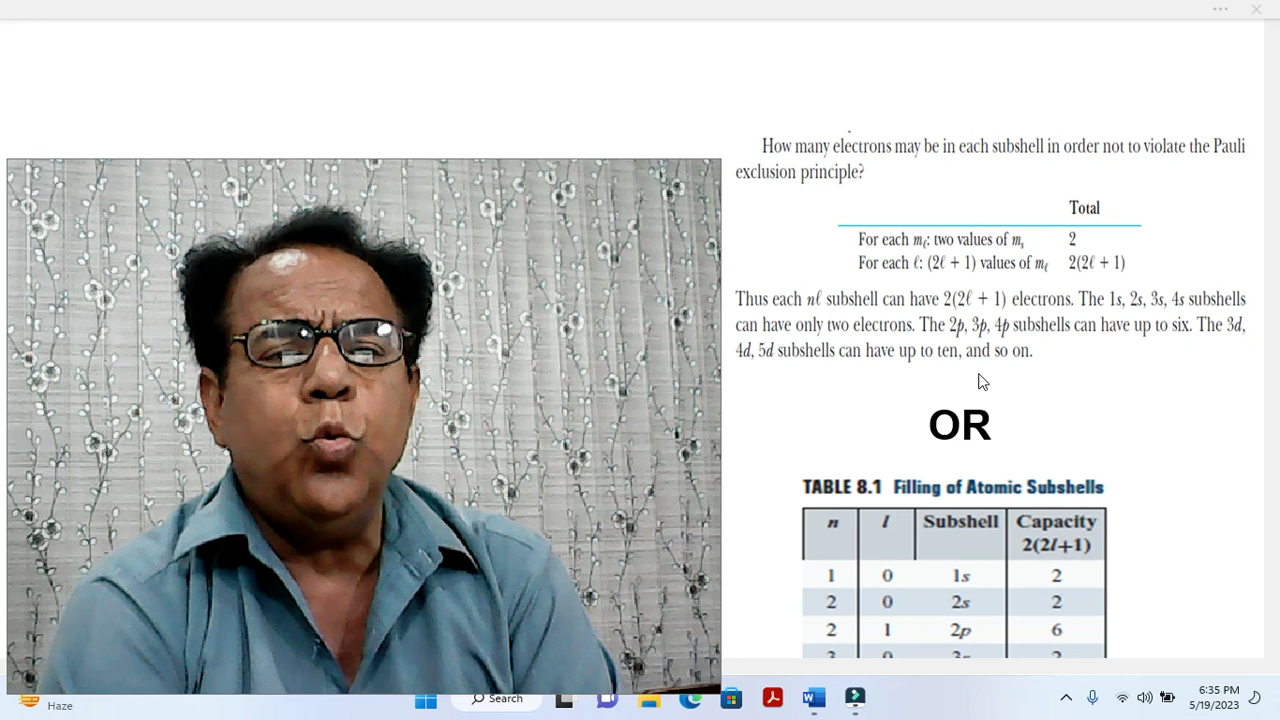 How many electrons may be in each subshell in order not to violate the Pauli
exclusion principle?
Total
For each mℓ: two values of ms 2
For each ℓ: (2ℓ + 1) values of mℓ 2(2ℓ + 1)
Thus each nℓ subshell can have 2(2ℓ + 1) electrons. The 1s, 2s, 3s, 4s subshells
can have only two electrons. The 2p, 3p, 4p subshells can have up to six. The 3d,
4d, 5d subshells can have up to ten, and so on.
OR
TABLE 8.1 Filling of Atomic Subshells
n l Subshell Capacity
2(2l+1)
1 0 1s 2
2 0 2s 2
2 1 2p 6
Haze
Search
6:35 PM
5/19/2023